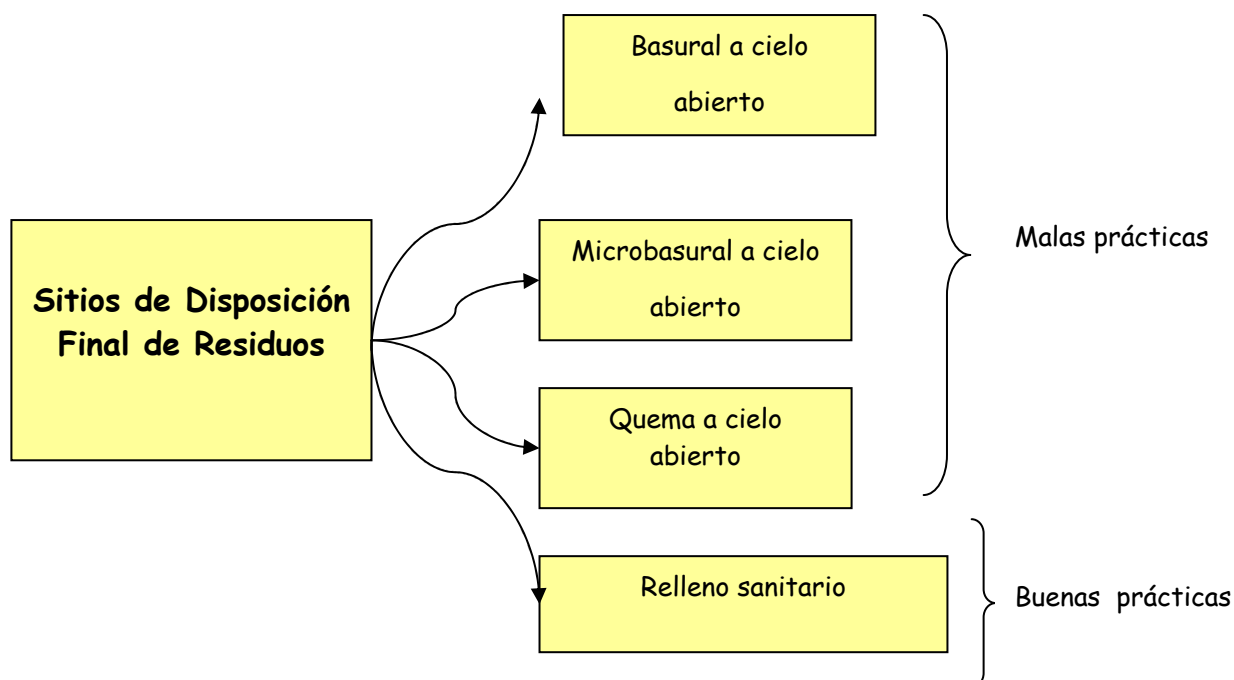 Basural a cielo
abierto
Malas prácticas
Microbasural a cielo
abierto
Sitios de Disposición
Final de Residuos
Quema a cielo
abierto
Relleno sanitario
Buenas prácticas